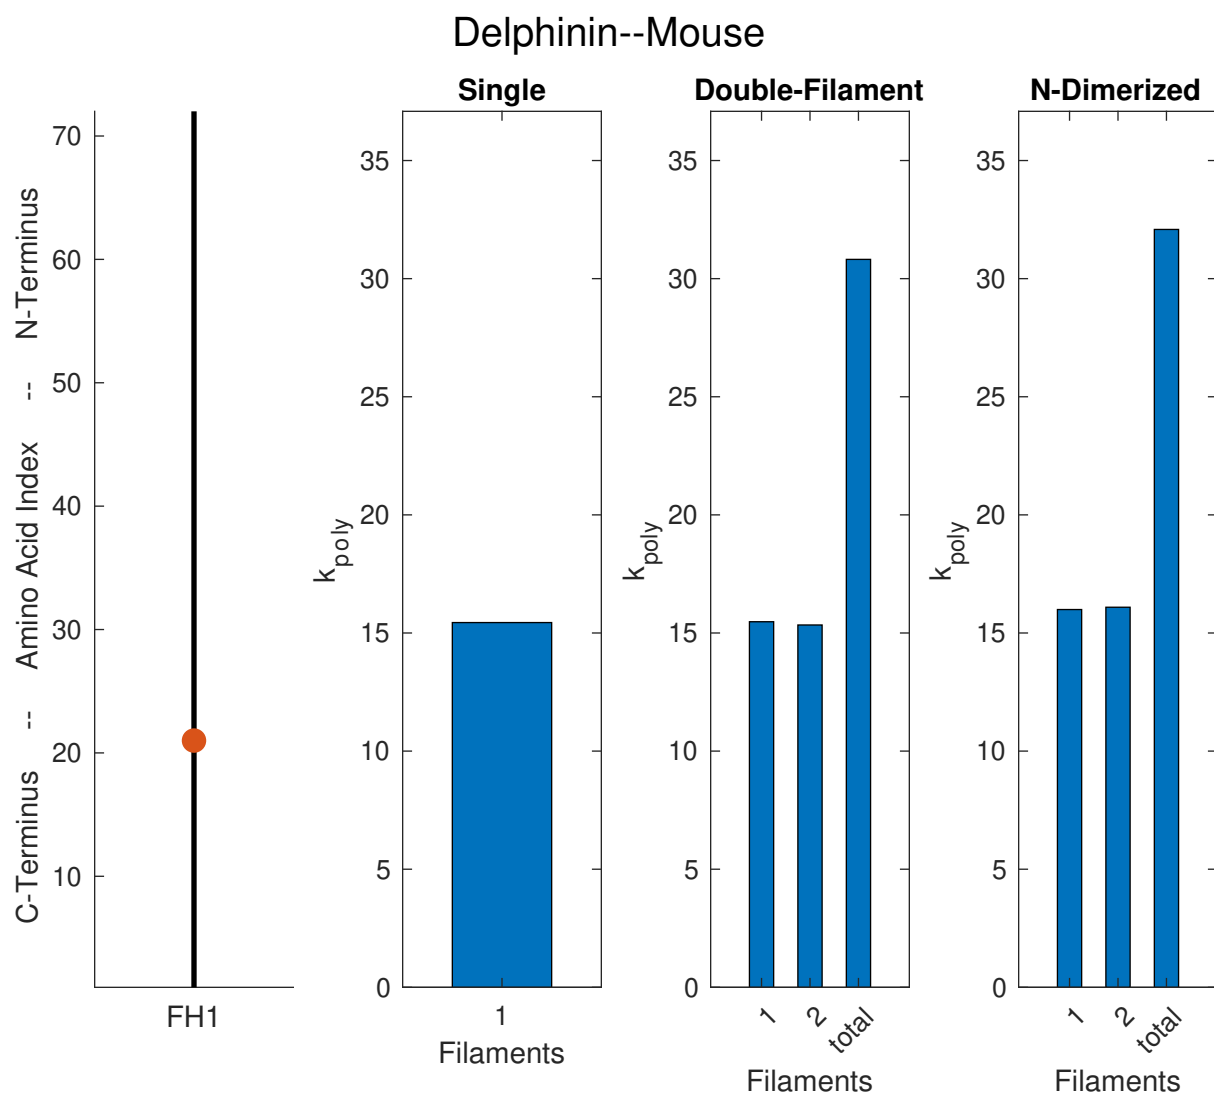 Delphinin--Mouse
C-Terminus -- Amino Acid Index -- N-Terminus
70
60
50
40
30
20
10
FH1
Single
k_poly
35
30
25
20
15
10
5
0
1
Filaments
Double-Filament
k_poly
35
30
25
20
15
10
5
0
1
2
total
Filaments
N-Dimerized
k_poly
35
30
25
20
15
10
5
0
1
2
total
Filaments